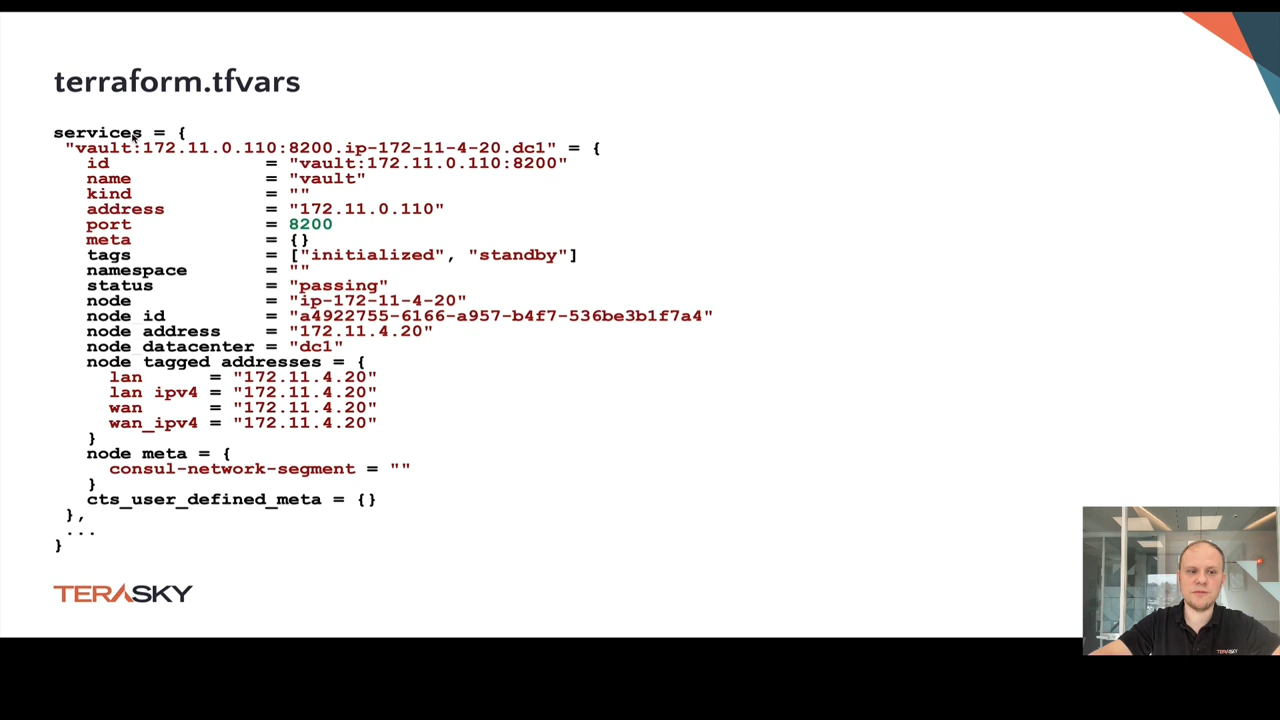 terraform.tfvars
services = {
"vault:172.11.0.110:8200.ip-172-11-4-20.dc1" = {
id = "vault:172.11.0.110:8200"
name = "vault"
kind = ""
address = "172.11.0.110"
port = 8200
meta = {}
tags = ["initialized", "standby"]
namespace = ""
status = "passing"
node = "ip-172-11-4-20"
node_id = "a4922755-6166-a957-b4f7-536be3b1f7a4"
node_address = "172.11.4.20"
node_datacenter = "dc1"
node_tagged_addresses = {
lan = "172.11.4.20"
lan_ipv4 = "172.11.4.20"
wan = "172.11.4.20"
wan_ipv4 = "172.11.4.20"
}
node_meta = {
consul-network-segment = ""
}
cts_user_defined_meta = {}
},
...
}
TERASKY
TERASKY